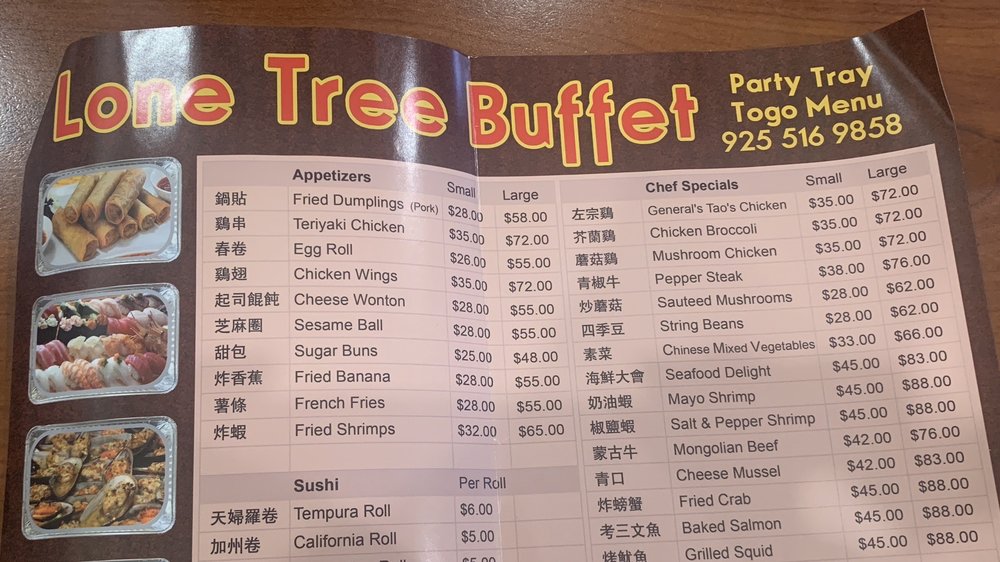 Lone Tree Buffet
Party Tray
Togo Menu
925 516 9858
Appetizers Small Large
鍋貼 Fried Dumplings (Pork) $28.00 $58.00
鷄串 Teriyaki Chicken $35.00 $72.00
春卷 Egg Roll $26.00 $55.00
鷄翅 Chicken Wings $35.00 $72.00
起司餛飩 Cheese Wonton $28.00 $55.00
芝麻圈 Sesame Ball $28.00 $55.00
甜包 Sugar Buns $25.00 $48.00
炸香蕉 Fried Banana $28.00 $55.00
薯條 French Fries $28.00 $55.00
炸蝦 Fried Shrimps $32.00 $65.00
Sushi Per Roll
天婦羅卷 Tempura Roll $6.00
加州卷 California Roll $5.00
$5.00
Chef Specials Small Large
左宗鷄 General's Tao's Chicken $35.00 $72.00
芥蘭鷄 Chicken Broccoli $35.00 $72.00
蘑菇鷄 Mushroom Chicken $35.00 $72.00
青椒牛 Pepper Steak $38.00 $76.00
炒蘑菇 Sauteed Mushrooms $28.00 $62.00
四季豆 String Beans $28.00 $62.00
素菜 Chinese Mixed Vegetables $33.00 $66.00
海鮮大會 Seafood Delight $45.00 $83.00
奶油蝦 Mayo Shrimp $45.00 $88.00
椒鹽蝦 Salt & Pepper Shrimp $45.00 $88.00
蒙古牛 Mongolian Beef $42.00 $76.00
青口 Cheese Mussel $42.00 $83.00
炸螃蟹 Fried Crab $45.00 $88.00
考三文魚 Baked Salmon $45.00 $88.00
烤魷魚 Grilled Squid $45.00 $88.00